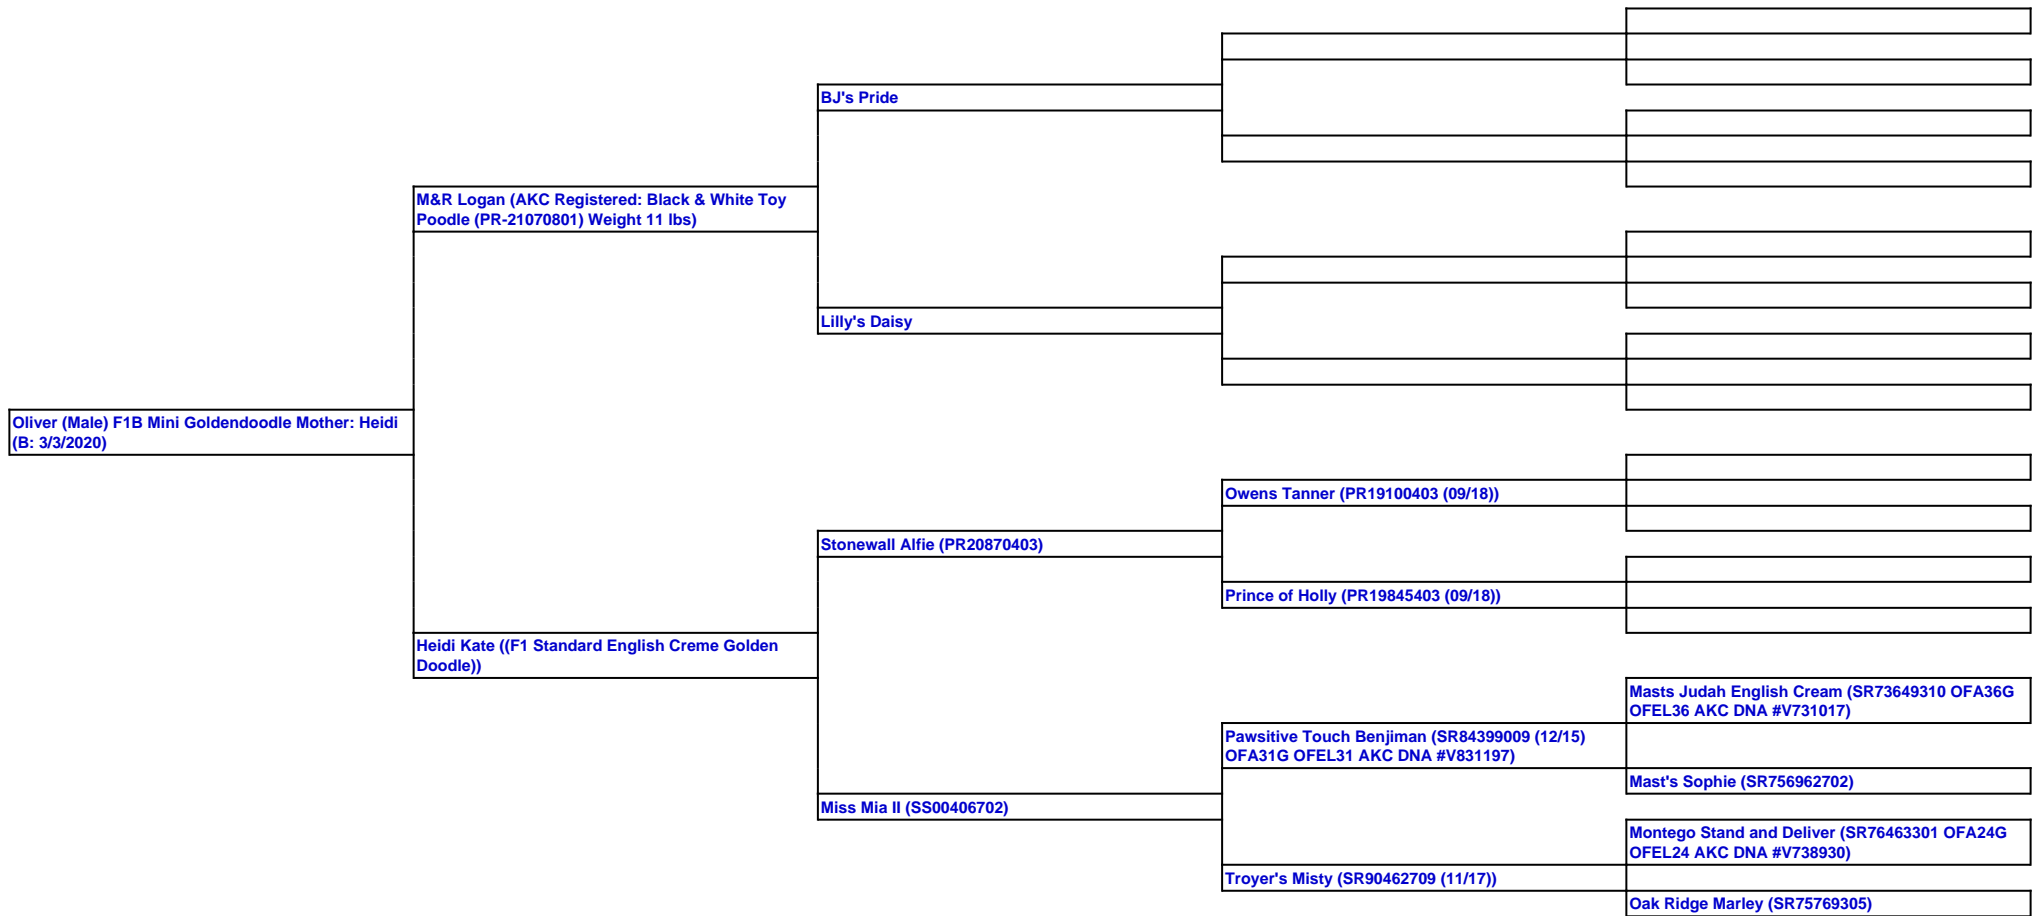 BJ's Pride
M&R Logan (AKC Registered: Black & White Toy
Poodle (PR-21070801) Weight 11 lbs)
Lilly's Daisy
Oliver (Male) F1B Mini Goldendoodle Mother: Heidi
(B: 3/3/2020)
Owens Tanner (PR19100403 (09/18))
Stonewall Alfie (PR20870403)
Prince of Holly (PR19845403 (09/18))
Heidi Kate ((F1 Standard English Creme Golden
Doodle))
Masts Judah English Cream (SR73649310 OFA36G
OFEL36 AKC DNA #V731017)
Pawsitive Touch Benjiman (SR84399009 (12/15)
OFA31G OFEL31 AKC DNA #V831197)
Mast's Sophie (SR756962702)
Miss Mia II (SS00406702)
Montego Stand and Deliver (SR76463301 OFA24G
OFEL24 AKC DNA #V738930)
Troyer's Misty (SR90462709 (11/17))
Oak Ridge Marley (SR75769305)